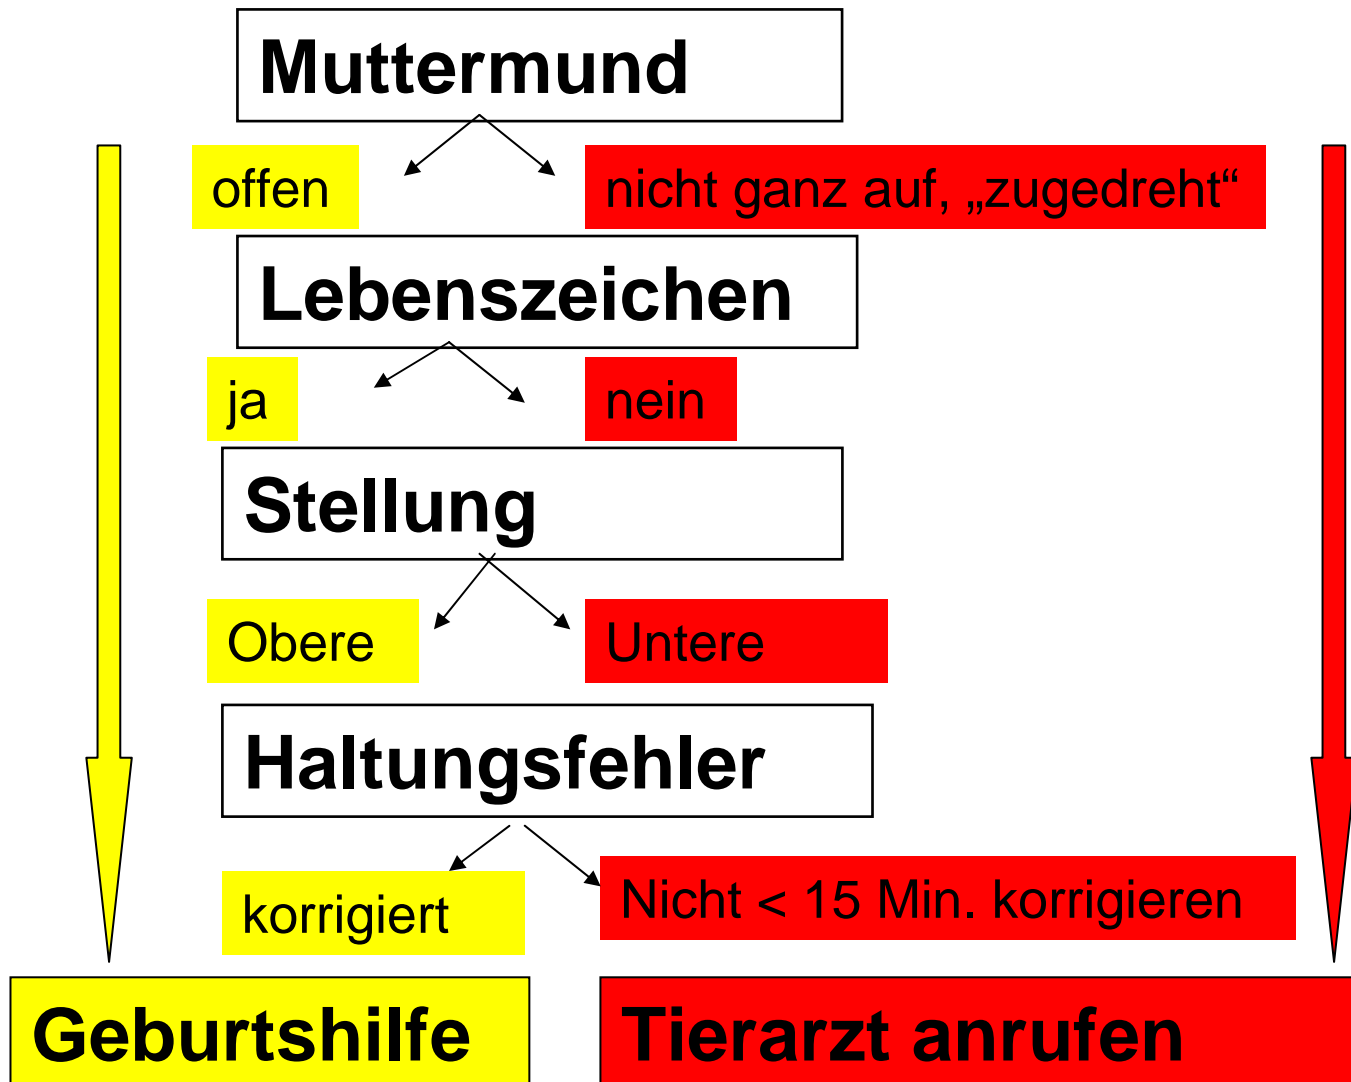 Muttermund
offen
nicht ganz auf, „zugedreht“
Lebenszeichen
ja
nein
Stellung
Obere
Untere
Haltungsfehler
korrigiert
Nicht < 15 Min. korrigieren
Geburtshilfe
Tierarzt anrufen